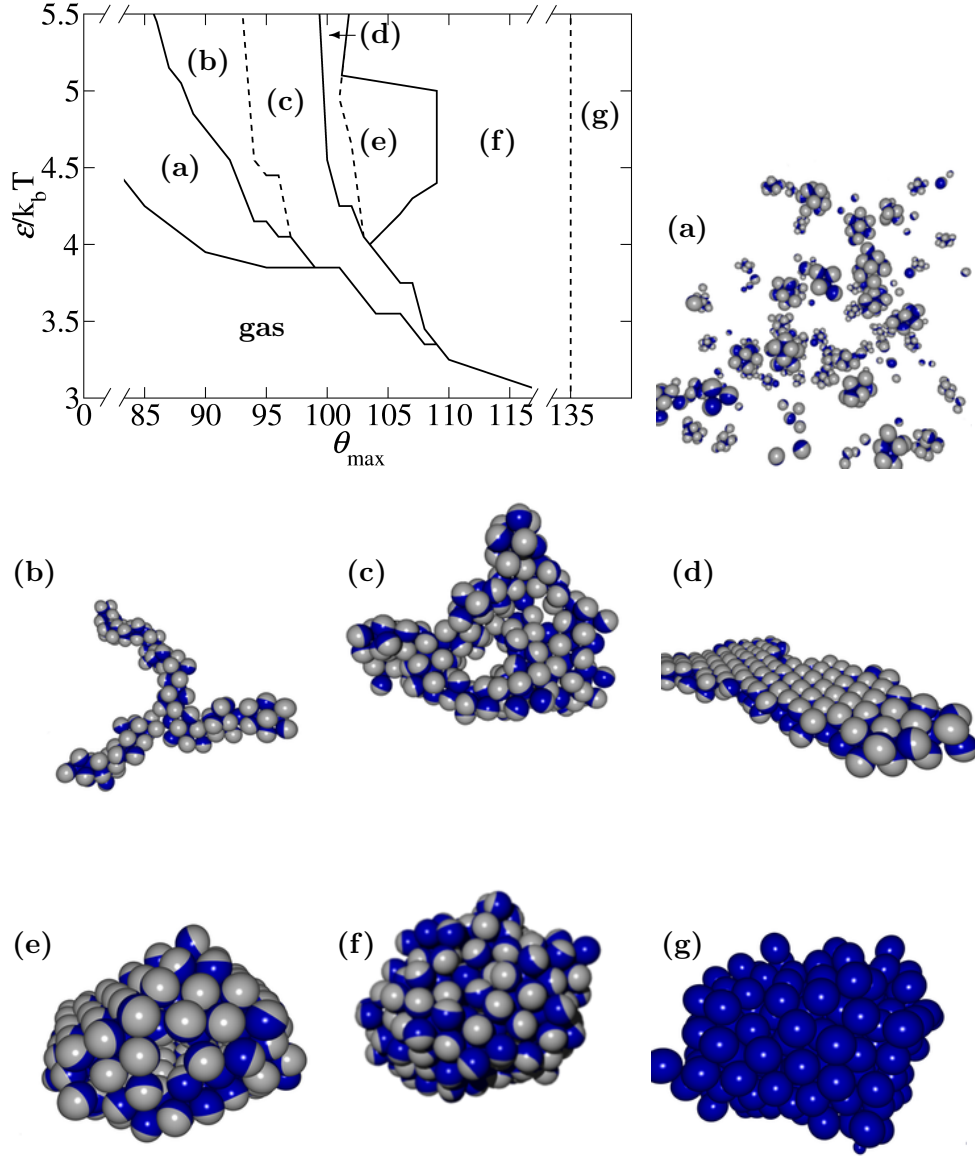 5.5
(d)
(b)
5
(c)
(g)
(e)
(f)
(a)
4.5
ε/k_bT
4
gas
3.5
3
0 85 90 95 100 105 110 115 135
θ_max
(a)
(b)
(c)
(d)
(e)
(f)
(g)